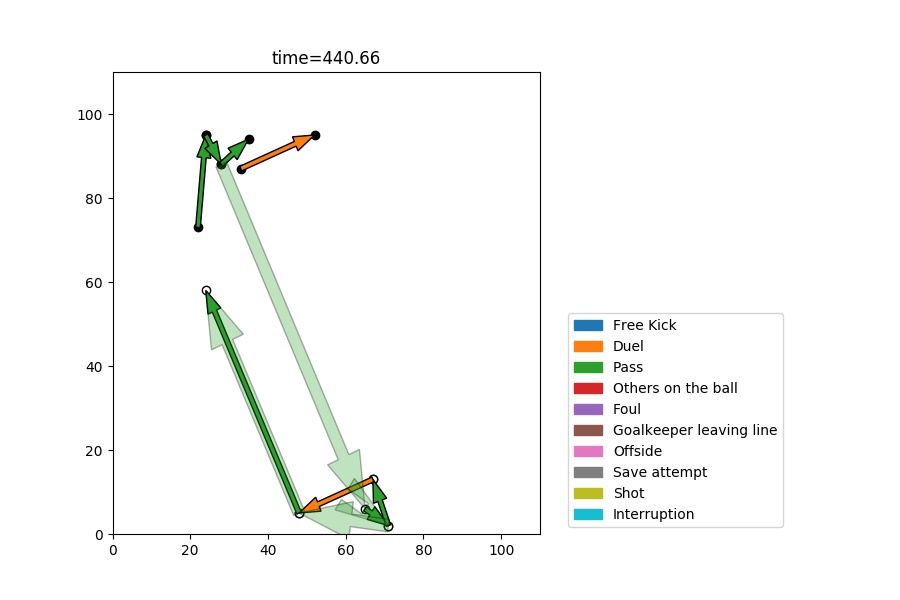 time=440.66
100
80
60
40
20
0
0 20 40 60 80 100
Free Kick
Duel
Pass
Others on the ball
Foul
Goalkeeper leaving line
Offside
Save attempt
Shot
Interruption